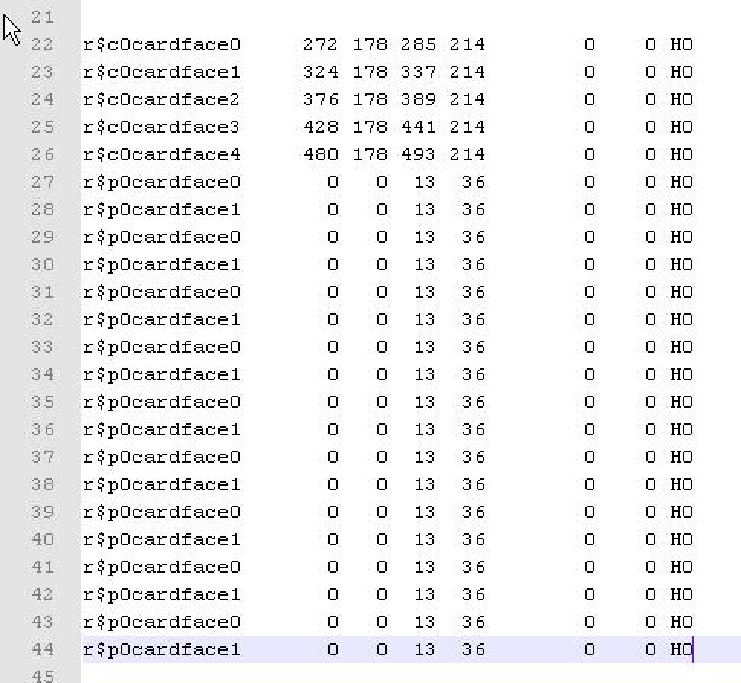 21
22 r$c0cardface0 272 178 285 214 0 0 H0
23 r$c0cardface1 324 178 337 214 0 0 H0
24 r$c0cardface2 376 178 389 214 0 0 H0
25 r$c0cardface3 428 178 441 214 0 0 H0
26 r$c0cardface4 480 178 493 214 0 0 H0
27 r$p0cardface0 0 0 13 36 0 0 H0
28 r$p0cardface1 0 0 13 36 0 0 H0
29 r$p0cardface0 0 0 13 36 0 0 H0
30 r$p0cardface1 0 0 13 36 0 0 H0
31 r$p0cardface0 0 0 13 36 0 0 H0
32 r$p0cardface1 0 0 13 36 0 0 H0
33 r$p0cardface0 0 0 13 36 0 0 H0
34 r$p0cardface1 0 0 13 36 0 0 H0
35 r$p0cardface0 0 0 13 36 0 0 H0
36 r$p0cardface1 0 0 13 36 0 0 H0
37 r$p0cardface0 0 0 13 36 0 0 H0
38 r$p0cardface1 0 0 13 36 0 0 H0
39 r$p0cardface0 0 0 13 36 0 0 H0
40 r$p0cardface1 0 0 13 36 0 0 H0
41 r$p0cardface0 0 0 13 36 0 0 H0
42 r$p0cardface1 0 0 13 36 0 0 H0
43 r$p0cardface0 0 0 13 36 0 0 H0
44 r$p0cardface1 0 0 13 36 0 0 H0
45